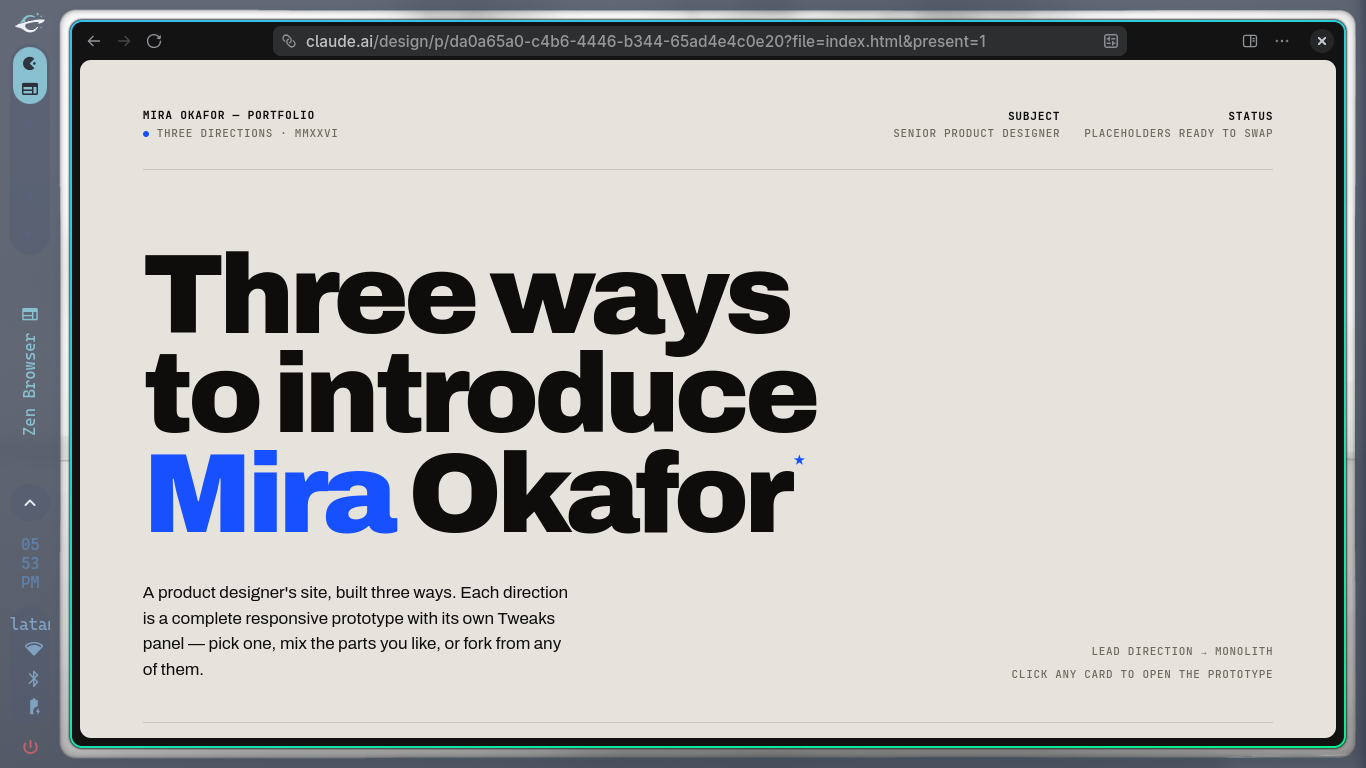 claude.ai/design/p/da0a65a0-c4b6-4446-b344-65ad4e4c0e20?file=index.html&present=1
MIRA OKAFOR — PORTFOLIO
THREE DIRECTIONS · MMXXVI
SUBJECT
SENIOR PRODUCT DESIGNER
STATUS
PLACEHOLDERS READY TO SWAP
Three ways
to introduce
Mira Okafor
A product designer's site, built three ways. Each direction
is a complete responsive prototype with its own Tweaks
panel — pick one, mix the parts you like, or fork from any
of them.
LEAD DIRECTION → MONOLITH
CLICK ANY CARD TO OPEN THE PROTOTYPE
Zen Browser
05
53
PM